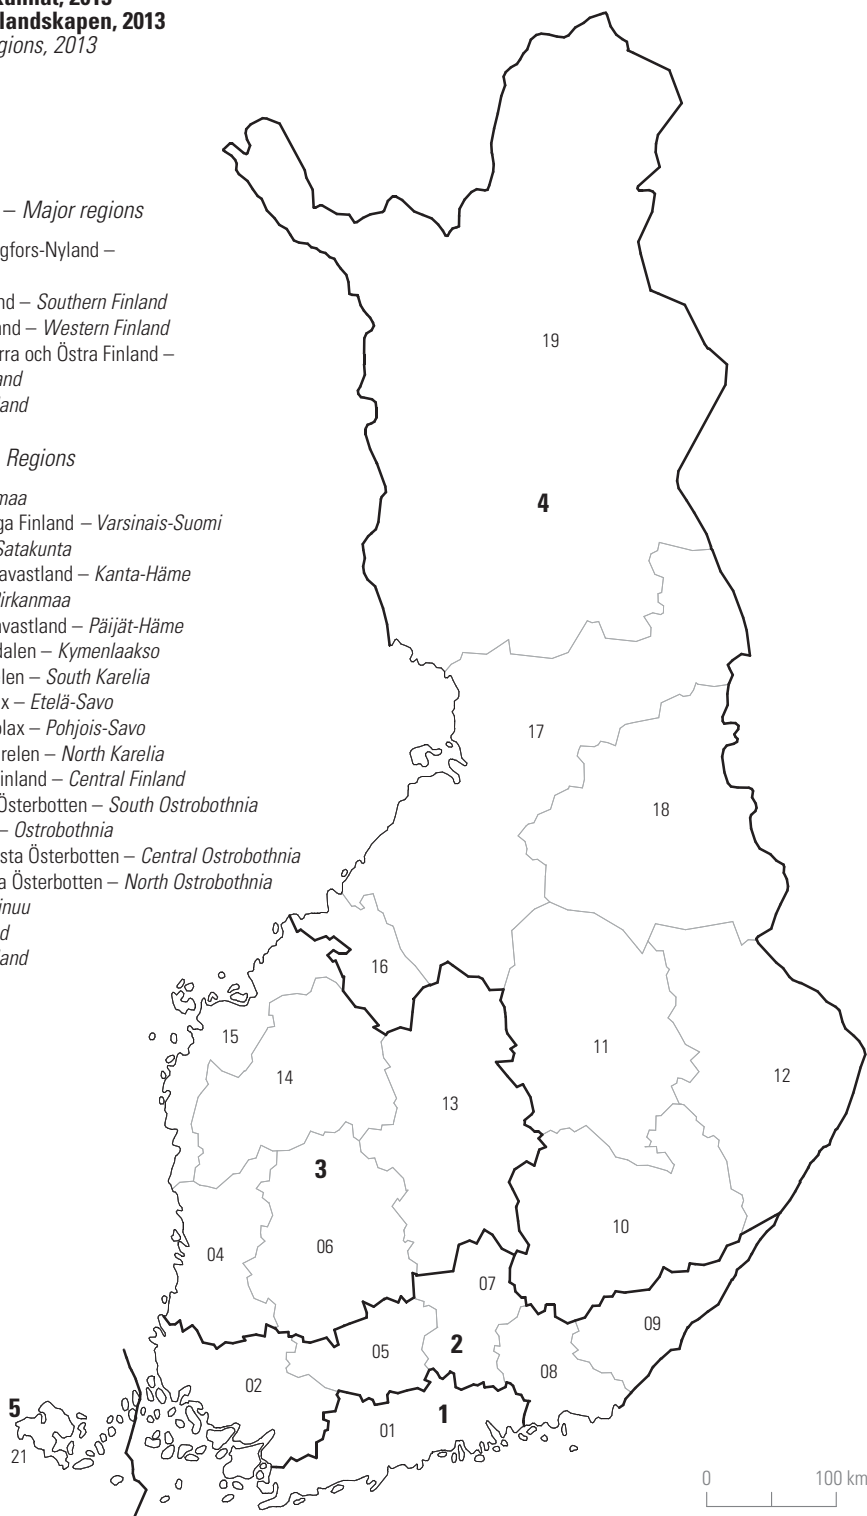 landskapen, 2013
gions, 2013
– Major regions
gfors-Nyland –
nd – Southern Finland
and – Western Finland
rra och Östra Finland –
and
land
Regions
maa
ga Finland – Varsinais-Suomi
Satakunta
avastland – Kanta-Häme
Pirkanmaa
avastland – Päijät-Häme
dalen – Kymenlaakso
len – South Karelia
x – Etelä-Savo
olax – Pohjois-Savo
relen – North Karelia
Finland – Central Finland
Österbotten – South Ostrobothnia
– Ostrobothnia
sta Österbotten – Central Ostrobothnia
a Österbotten – North Ostrobothnia
inuu
d
land
19
4
17
18
16
15
14
11
12
13
3
10
04
06
07
09
2
05
08
02
5
1
01
21
0 100 km